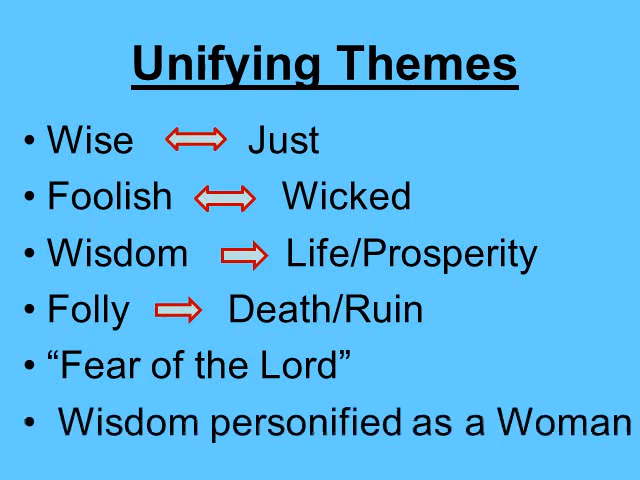 Unifying Themes
• Wise Just
• Foolish Wicked
• Wisdom Life/Prosperity
• Folly Death/Ruin
• “Fear of the Lord”
• Wisdom personified as a Woman